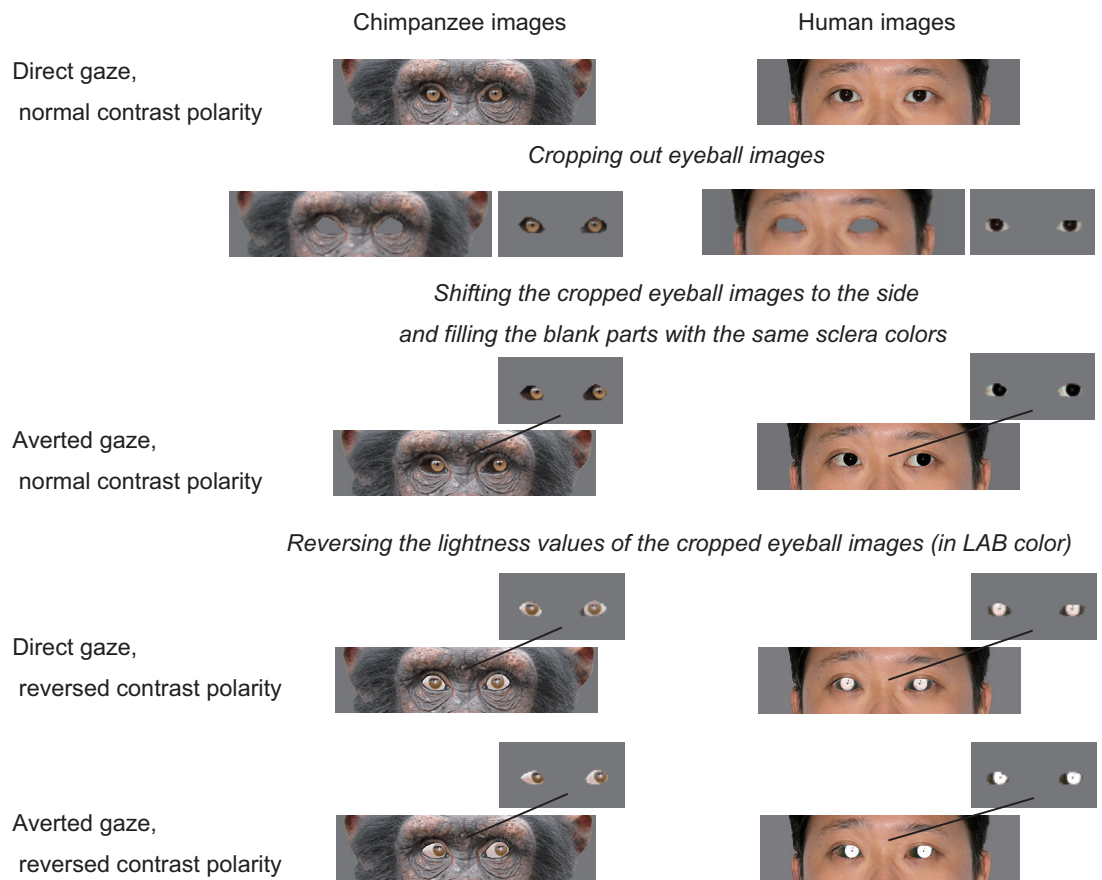 Chimpanzee images
Human images
Direct gaze,
normal contrast polarity
Cropping out eyeball images
Shifting the cropped eyeball images to the side
and filling the blank parts with the same sclera colors
Averted gaze,
normal contrast polarity
Reversing the lightness values of the cropped eyeball images (in LAB color)
Direct gaze,
reversed contrast polarity
Averted gaze,
reversed contrast polarity